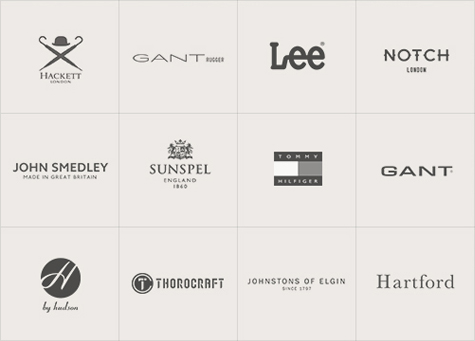 HACKETT
LONDON
GANT RUGGER
Lee
NOTCH
LONDON
JOHN SMEDLEY
MADE IN GREAT BRITAIN
SUNSPEL
ENGLAND
1860
TOMMY
HILFIGER
GANT
H
by hudson
T THOROCRAFT
JOHNSTONS OF ELGIN
SINCE 1797
Hartford